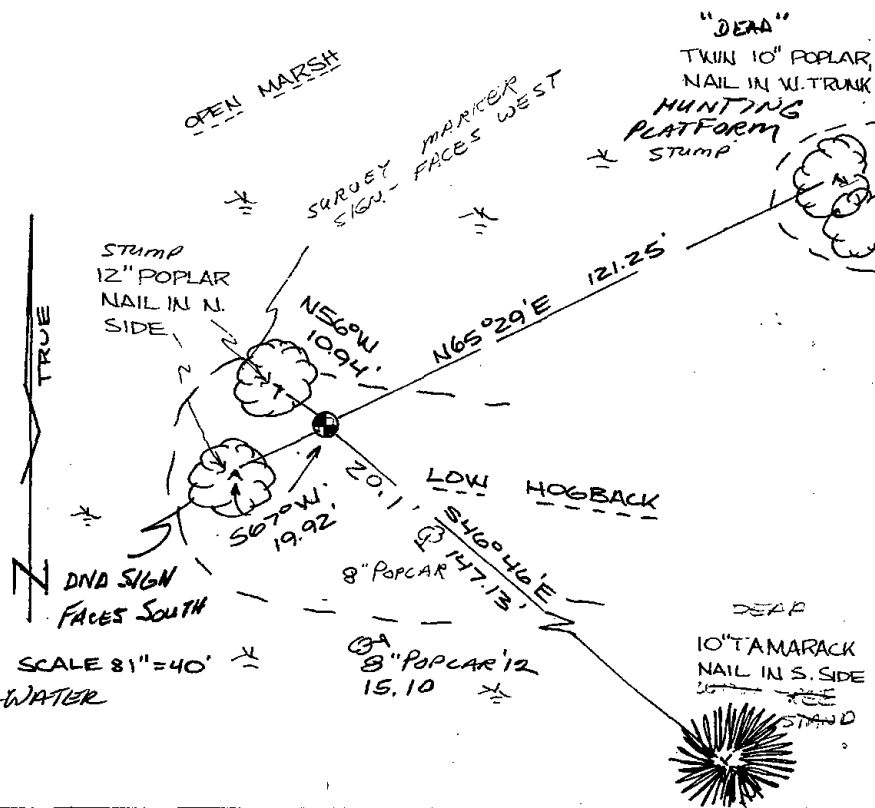 "DEAD"
TWIN 10" POPLAR,
NAIL IN W. TRUNK
HUNTING
PLATFORM
STUMP
OPEN MARSH
SURVEY MARKER
SIGN - FACES WEST
STUMP
12" POPLAR
NAIL IN N.
SIDE
TRUE
N
N56°W
10.94'
N65°29'E 121.25'
S67°W
19.92'
20.1'
LOW HOGBACK
S46°46'E
147.13'
8" POPLAR
DND SIGN
FACES SOUTH
SCALE 81"=40'
WATER
8" POPLAR '12
15.10
DEAD
10" TAMARACK
NAIL IN S. SIDE
STAND